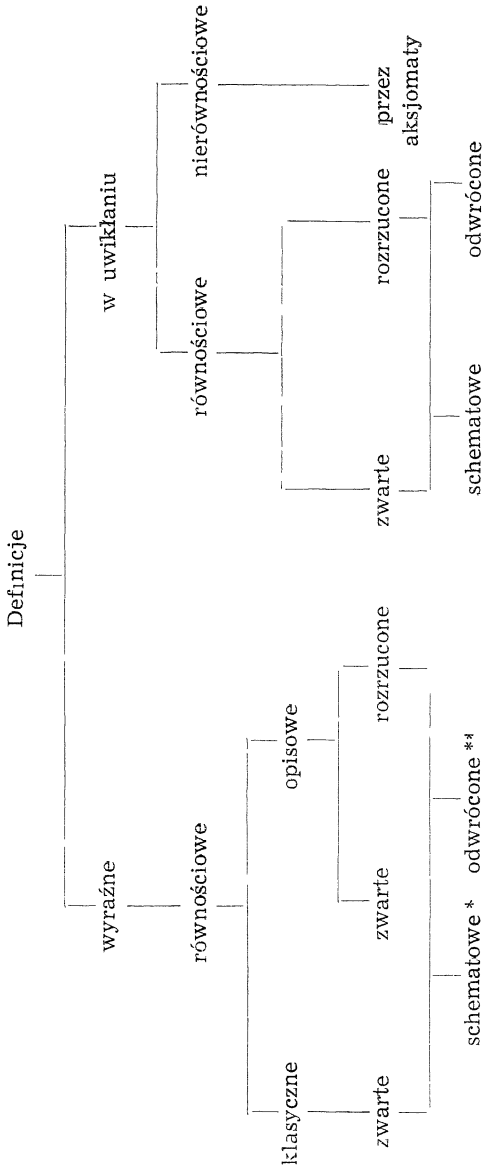 Definicje
wyraźne w uwikłaniu
równościowe równościowe nierównościowe
klasyczne opisowe
zwarte zwarte rozrzucone zwarte rozrzucone przez
aksjomaty
schematowe * odwrócone ** schematowe odwrócone